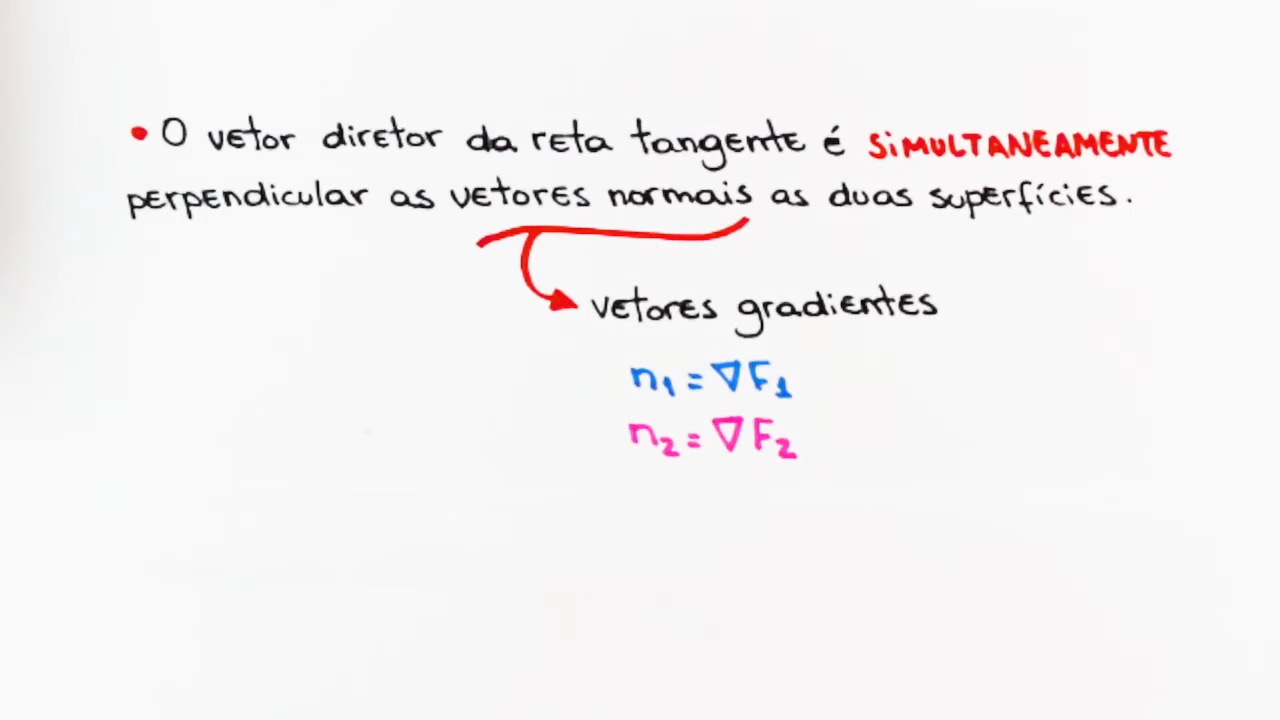 • O vetor diretor da reta tangente é SiMULTANEAMENTE
perpendicular as vetores normais as duas superfícies.
vetores gradientes
n₁ = ∇F₁
n₂ = ∇F₂